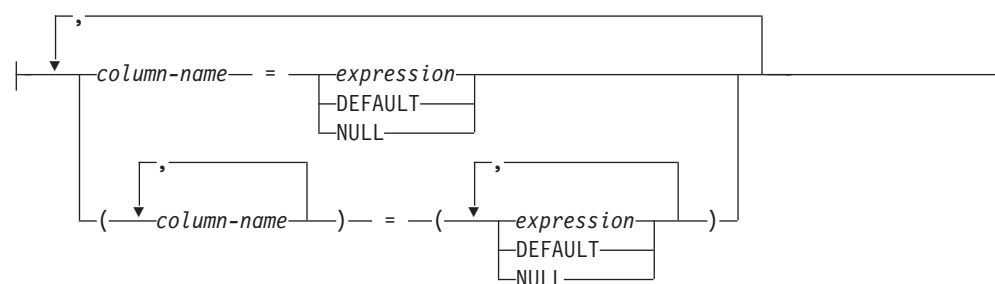 ,
column-name = expression
DEFAULT
NULL
, ,
( column-name ) = ( expression )
DEFAULT
NULL